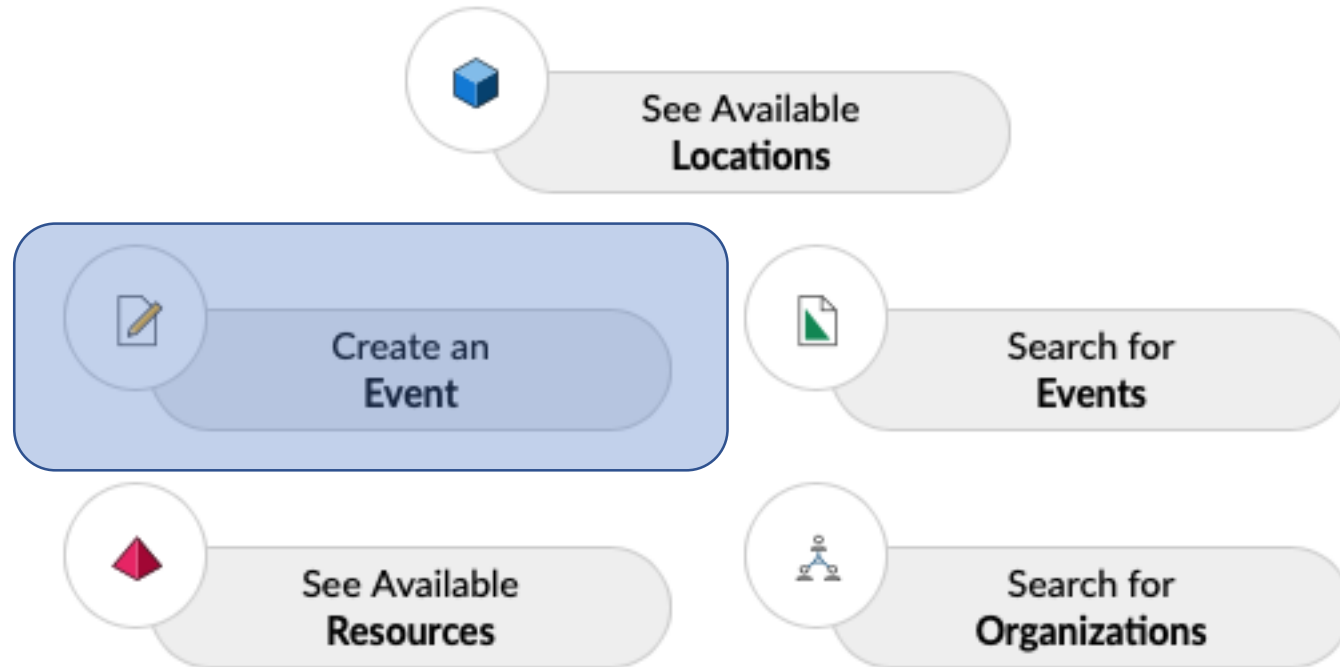 See Available
Locations
Create an
Event
Search for
Events
See Available
Resources
Search for
Organizations